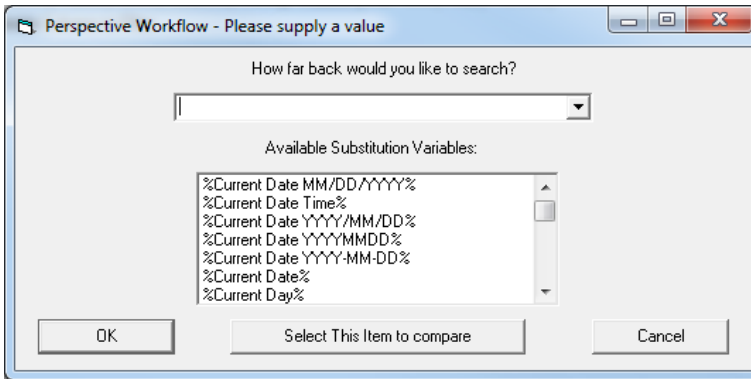 Perspective Workflow - Please supply a value
How far back would you like to search?
Available Substitution Variables:
%Current Date MM/DD/YYYY%
%Current Date Time%
%Current Date YYYY/MM/DD%
%Current Date YYYYMMDD%
%Current Date YYYY-MM-DD%
%Current Date%
%Current Day%
OK
Select This Item to compare
Cancel